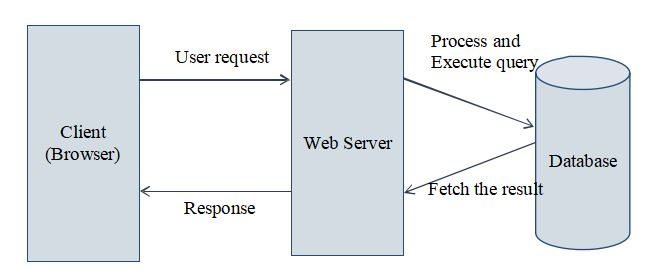 Client
(Browser)
User request
Response
Web Server
Process and
Execute query
Fetch the result
Database